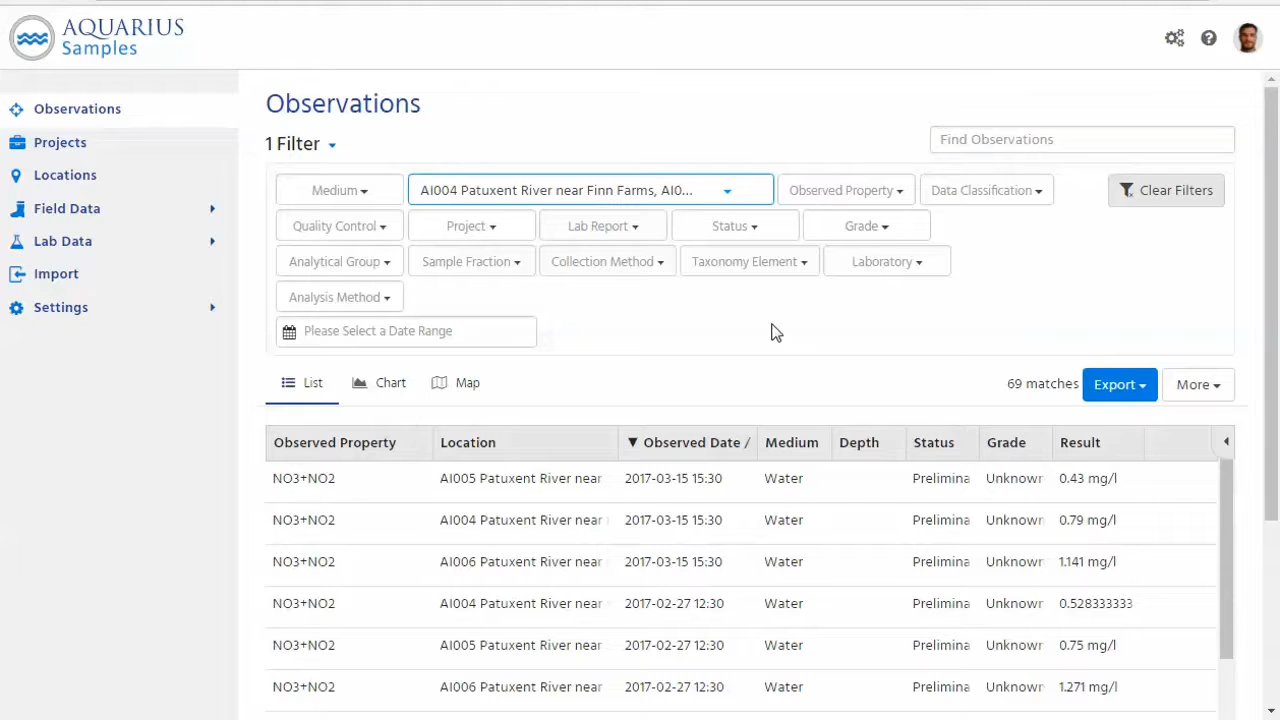 AQUARIUS
Samples
Observations
Projects
Locations
Field Data
Lab Data
Import
Settings
Observations
1 Filter
Find Observations
Medium
AI004 Patuxent River near Finn Farms, AI0...
Observed Property
Data Classification
Clear Filters
Quality Control
Project
Lab Report
Status
Grade
Analytical Group
Sample Fraction
Collection Method
Taxonomy Element
Laboratory
Analysis Method
Please Select a Date Range
List
Chart
Map
69 matches
Export
More
Observed Property Location ▼ Observed Date / Medium Depth Status Grade Result
NO3+NO2 AI005 Patuxent River near 2017-03-15 15:30 Water Prelimina Unknown 0.43 mg/l
NO3+NO2 AI004 Patuxent River near 2017-03-15 15:30 Water Prelimina Unknown 0.79 mg/l
NO3+NO2 AI006 Patuxent River near 2017-03-15 15:30 Water Prelimina Unknown 1.141 mg/l
NO3+NO2 AI004 Patuxent River near 2017-02-27 12:30 Water Prelimina Unknown 0.528333333
NO3+NO2 AI005 Patuxent River near 2017-02-27 12:30 Water Prelimina Unknown 0.75 mg/l
NO3+NO2 AI006 Patuxent River near 2017-02-27 12:30 Water Prelimina Unknown 1.271 mg/l